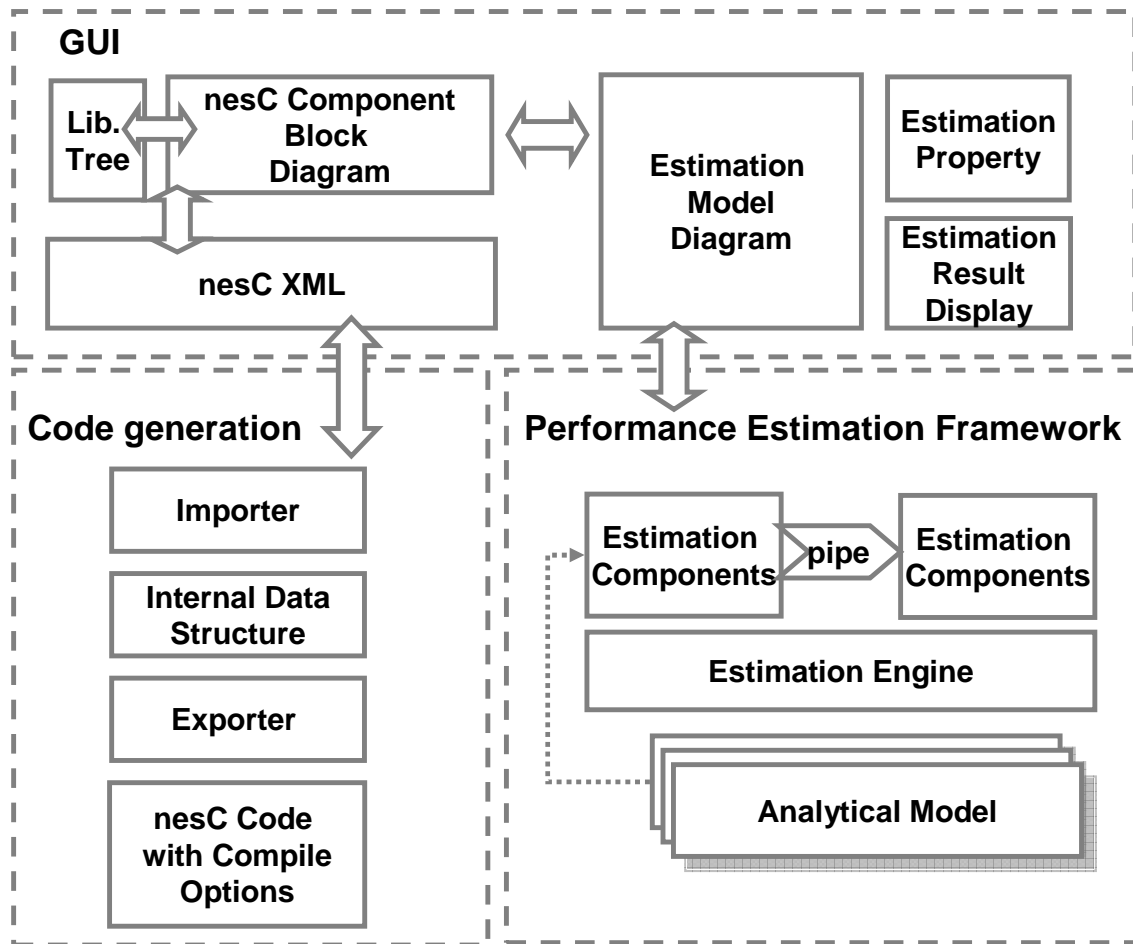 GUI
Lib.
Tree
nesC Component
Block
Diagram
nesC XML
Estimation
Model
Diagram
Estimation
Property
Estimation
Result
Display
Code generation
Importer
Internal Data
Structure
Exporter
nesC Code
with Compile
Options
Performance Estimation Framework
Estimation
Components
pipe
Estimation
Components
Estimation Engine
Analytical Model